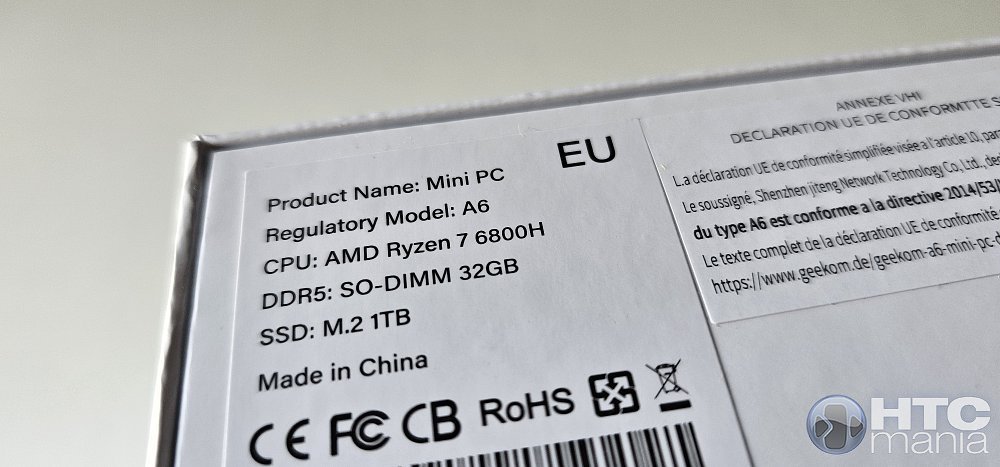 EU
Product Name: Mini PC
Regulatory Model: A6
CPU: AMD Ryzen 7 6800H
DDR5: SO-DIMM 32GB
SSD: M.2 1TB
Made in China
CE FC CB RoHS
ANNEXE VHI
DECLARATION UE DE CONFORMITTE S
La déclaration UE de conformité simplifiée visée a l'article 10, par
Le soussigné, Shenzhen jiteng Network Technology Co., Ltd., des
du type A6 est conforme a la directive 2014/53/
Le texte complet de la déclaration UE de conformité
https://www.geekom.de/geekom-a6-mini-pc-d
HTC
mania